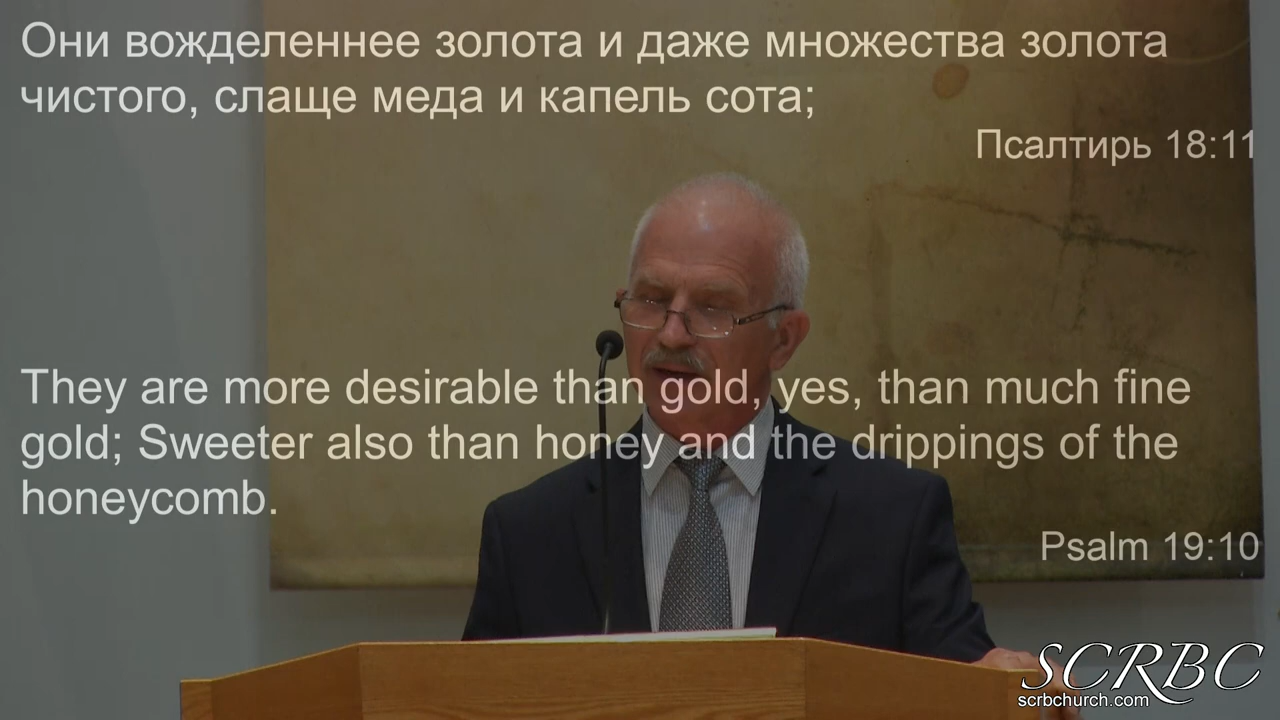 Они вожделеннее золота и даже множества золота
чистого, слаще меда и капель сота;
Псалтирь 18:11
They are more desirable than gold, yes, than much fine
gold; Sweeter also than honey and the drippings of the
honeycomb.
Psalm 19:10
SCRBC
scrbchurch.com